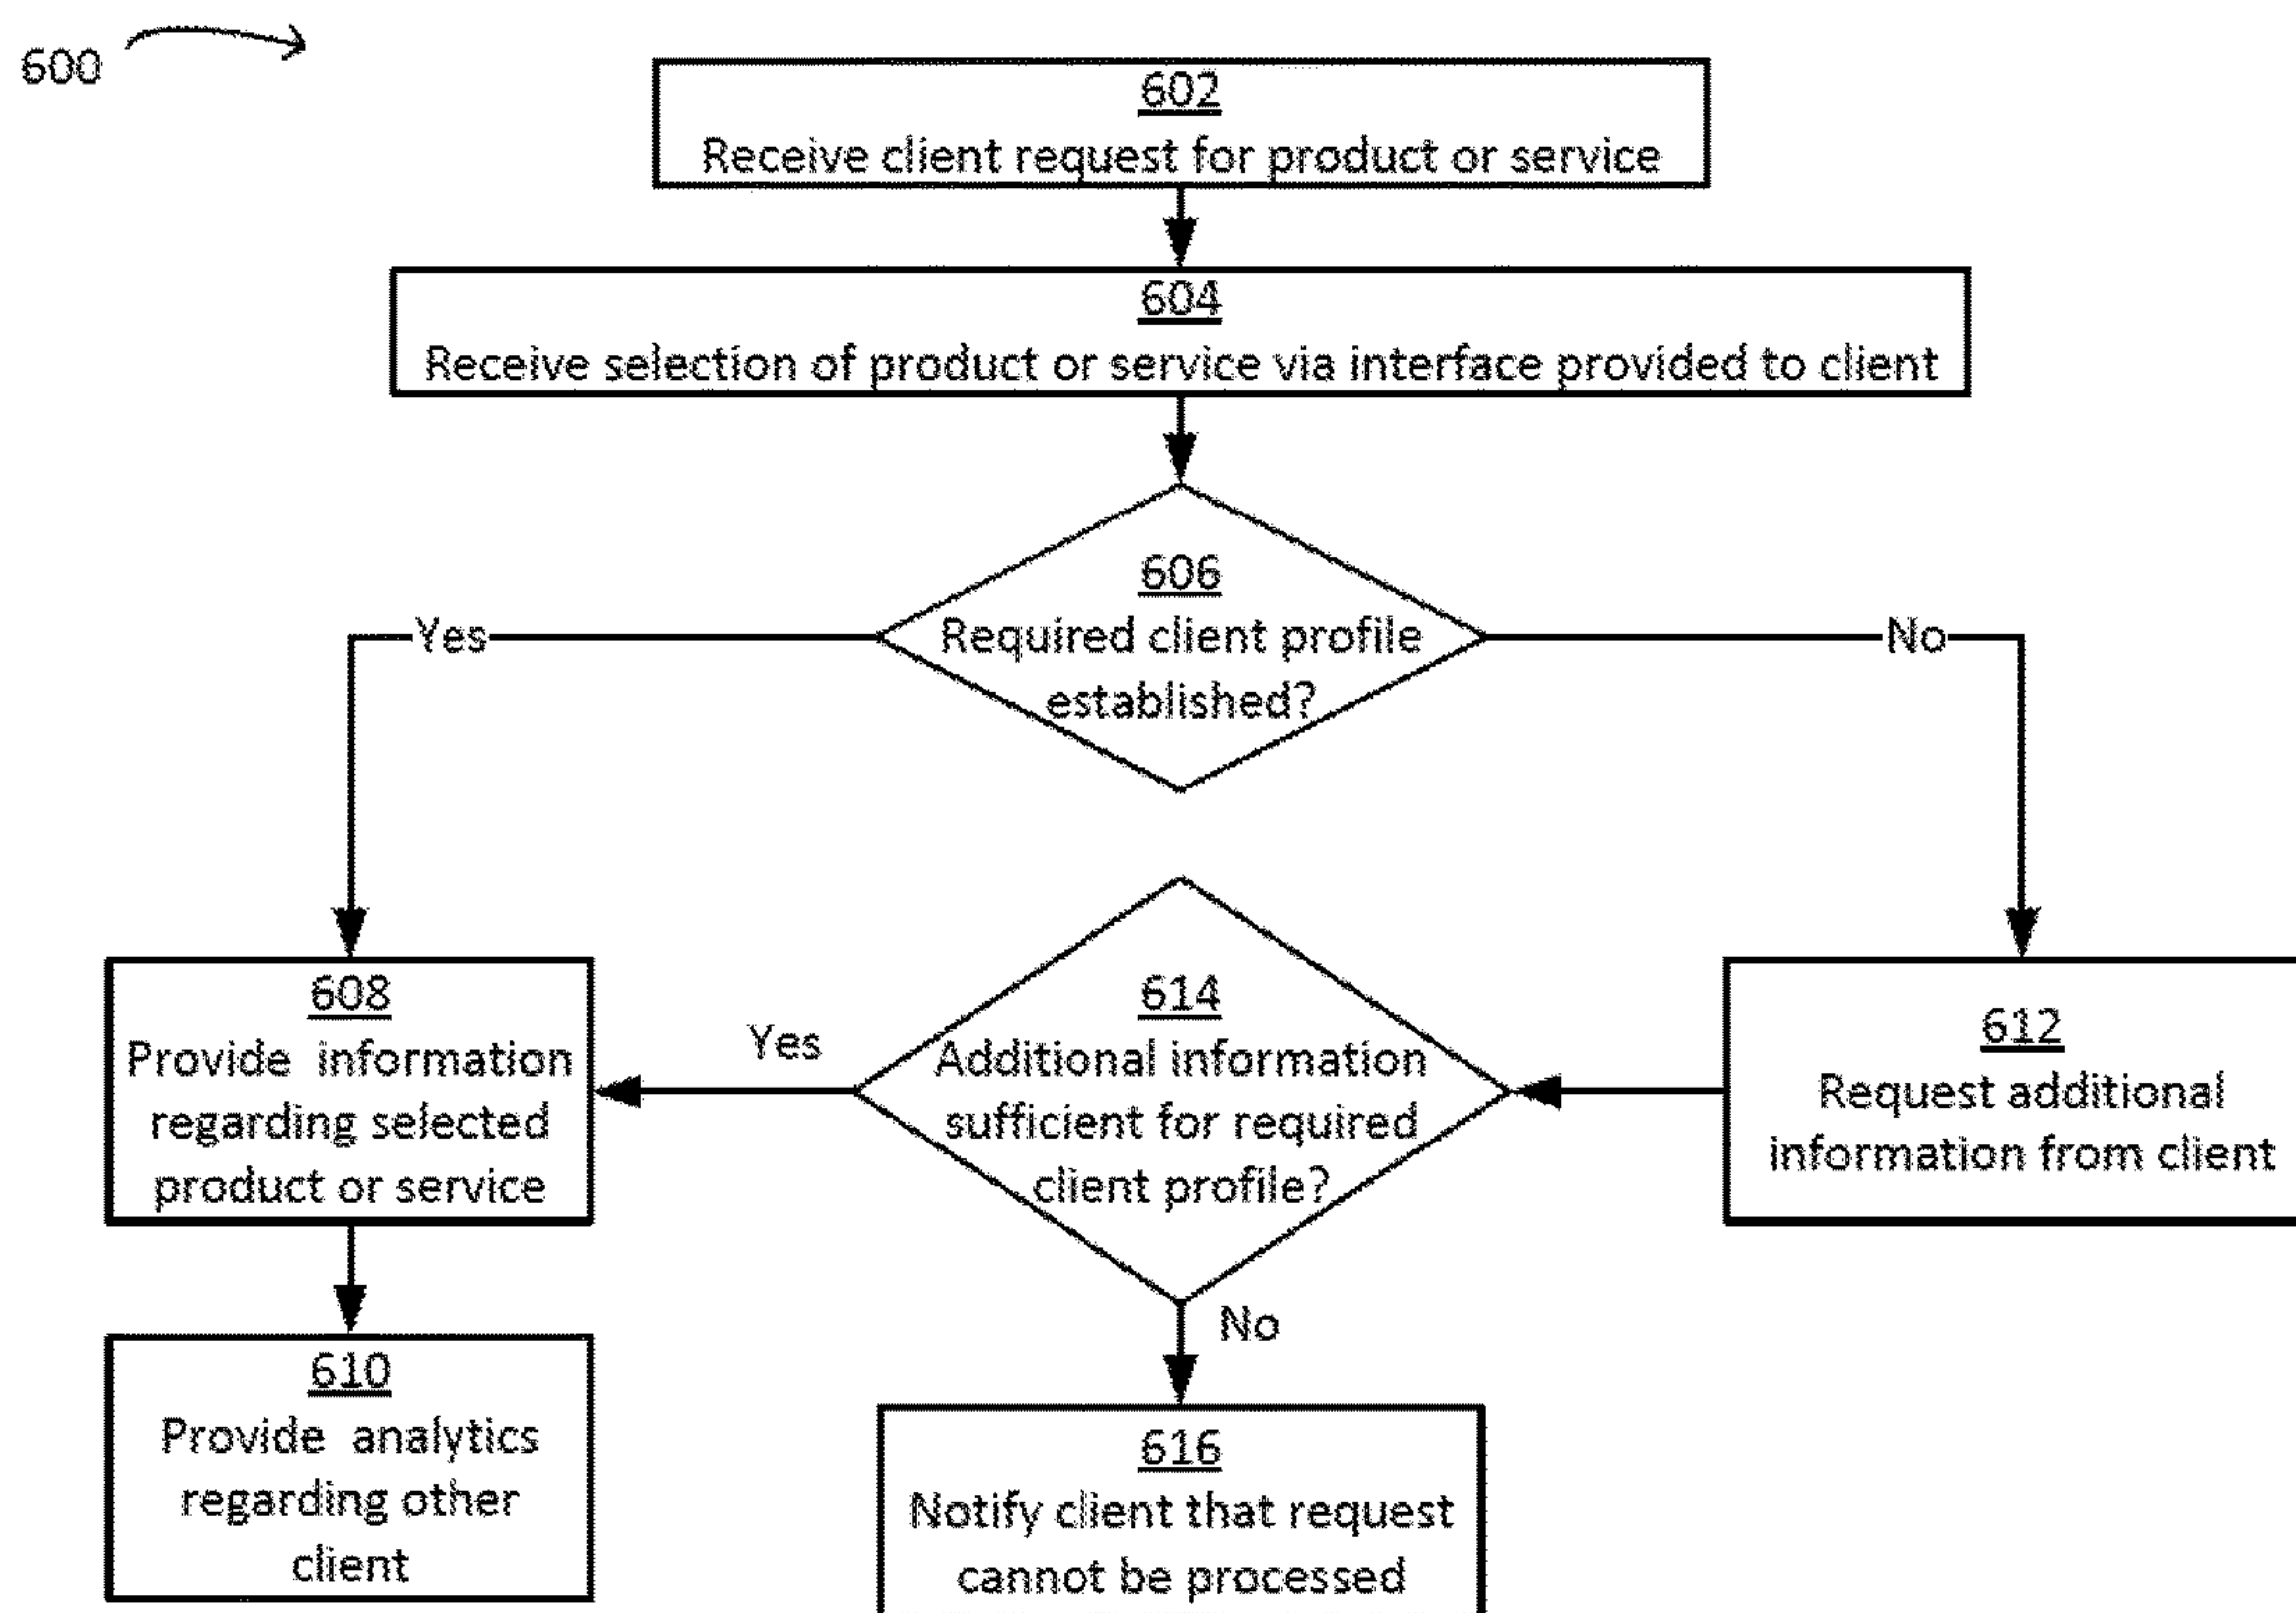 600
602
Receive client request for product or service
604
Receive selection of product or service via interface provided to client
606
Required client profile
established?
Yes
No
608
Provide information
regarding selected
product or service
Yes
614
Additional information
sufficient for required
client profile?
612
Request additional
information from client
No
610
Provide analytics
regarding other
client
616
Notify client that request
cannot be processed